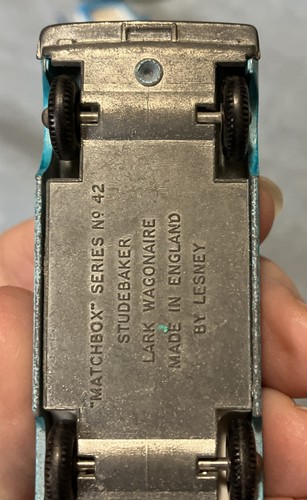 "MATCHBOX" SERIES Nº 42
STUDEBAKER
LARK WAGONAIRE
MADE IN ENGLAND
BY LESNEY